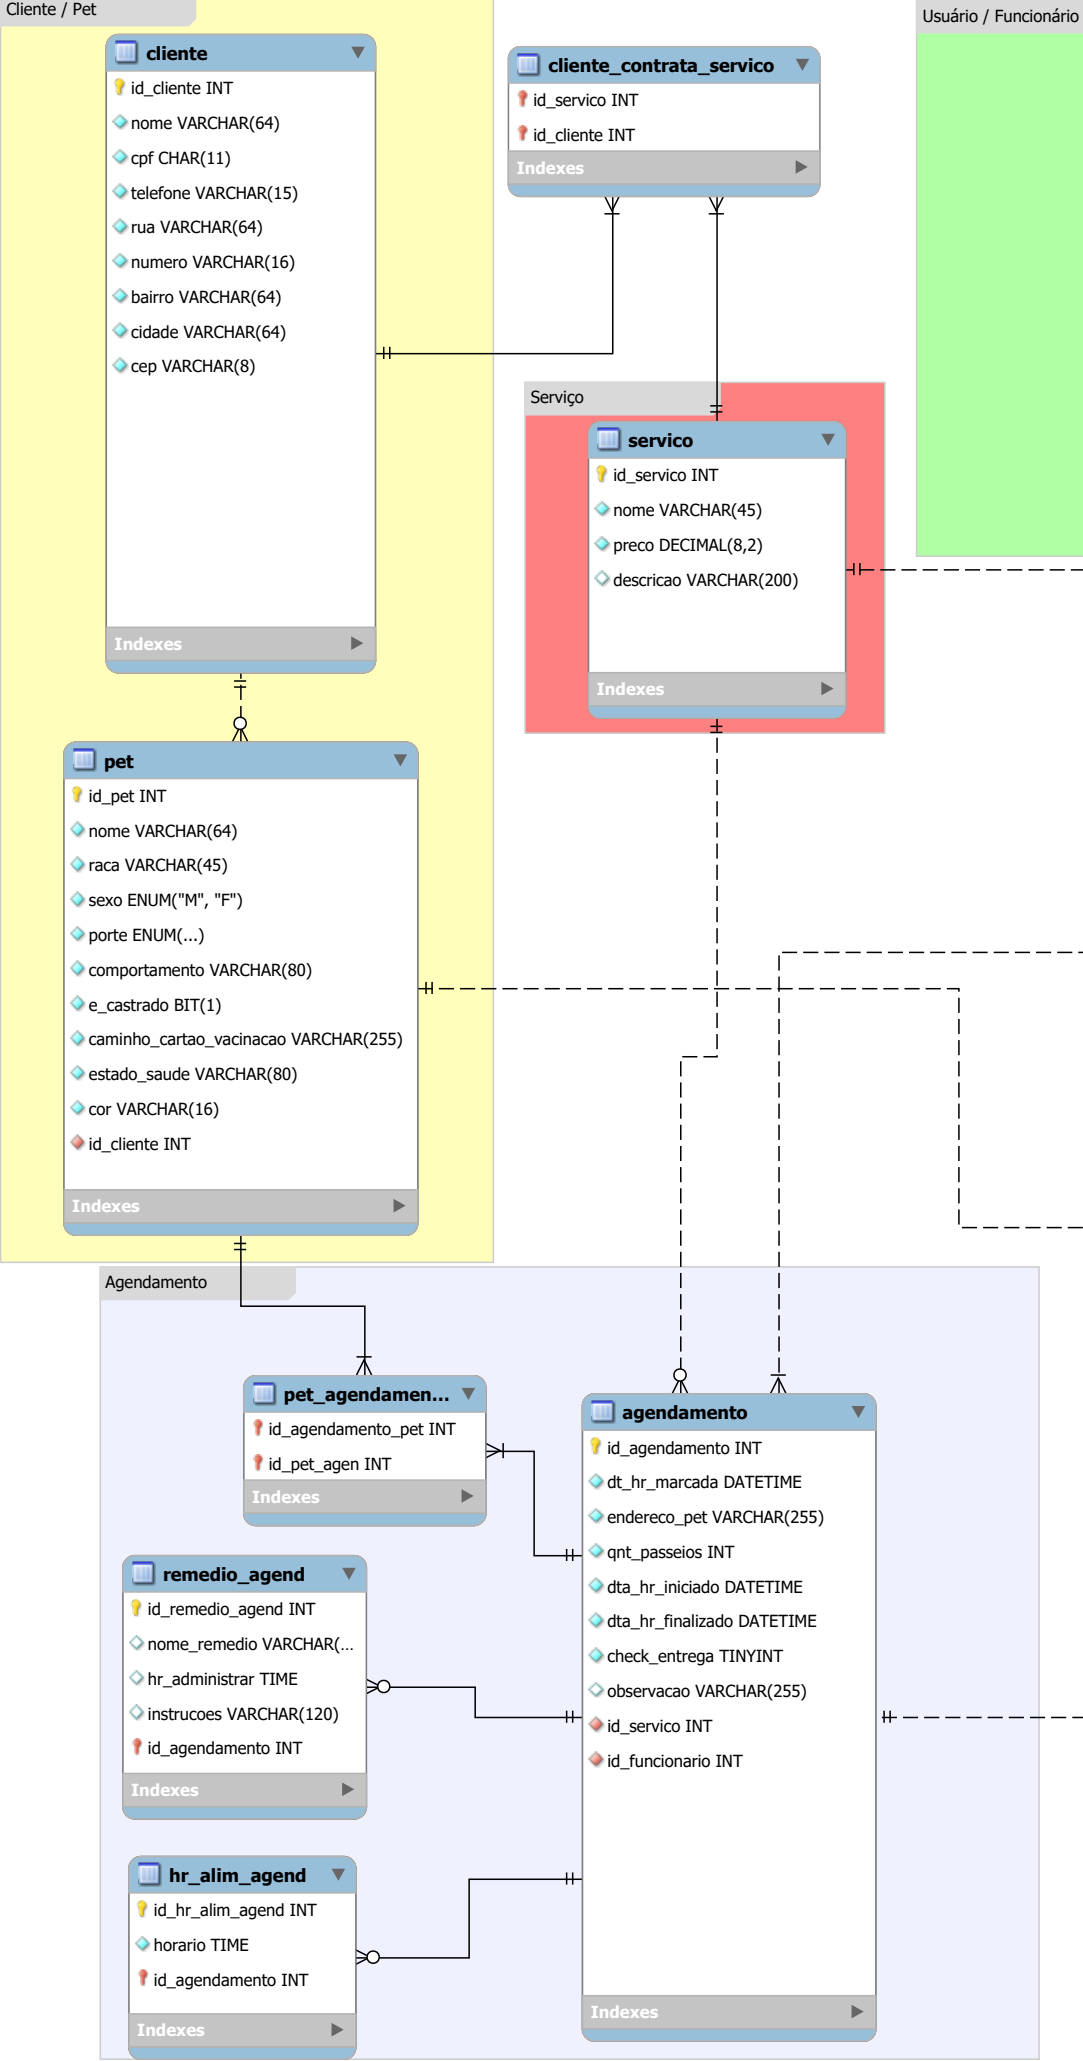 Cliente / Pet
cliente
id_cliente INT
nome VARCHAR(64)
cpf CHAR(11)
telefone VARCHAR(15)
rua VARCHAR(64)
numero VARCHAR(16)
bairro VARCHAR(64)
cidade VARCHAR(64)
cep VARCHAR(8)
Indexes
cliente_contrata_servico
id_servico INT
id_cliente INT
Indexes
Usuário / Funcionário
Serviço
servico
id_servico INT
nome VARCHAR(45)
preco DECIMAL(8,2)
descricao VARCHAR(200)
Indexes
pet
id_pet INT
nome VARCHAR(64)
raca VARCHAR(45)
sexo ENUM("M", "F")
porte ENUM(...)
comportamento VARCHAR(80)
e_castrado BIT(1)
caminho_cartao_vacinacao VARCHAR(255)
estado_saude VARCHAR(80)
cor VARCHAR(16)
id_cliente INT
Indexes
Agendamento
pet_agendamen...
id_agendamento_pet INT
id_pet_agen INT
Indexes
agendamento
id_agendamento INT
dt_hr_marcada DATETIME
endereco_pet VARCHAR(255)
qnt_passeios INT
dta_hr_iniciado DATETIME
dta_hr_finalizado DATETIME
check_entrega TINYINT
observacao VARCHAR(255)
id_servico INT
id_funcionario INT
Indexes
remedio_agend
id_remedio_agend INT
nome_remedio VARCHAR(...
hr_administrar TIME
instrucoes VARCHAR(120)
id_agendamento INT
Indexes
hr_alim_agend
id_hr_alim_agend INT
horario TIME
id_agendamento INT
Indexes